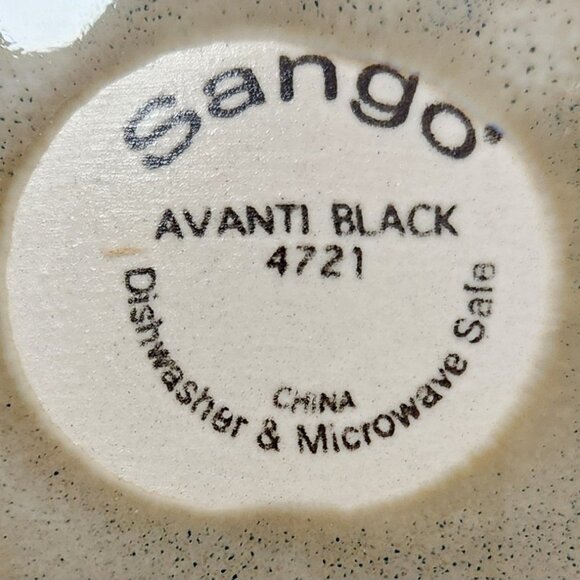 Sango
AVANTI BLACK
4721
CHINA
Dishwasher & Microwave Safe